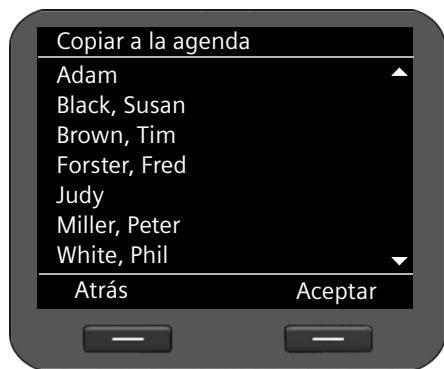 Copiar a la agenda
Adam
Black, Susan
Brown, Tim
Forster, Fred
Judy
Miller, Peter
White, Phil
Atrás Aceptar